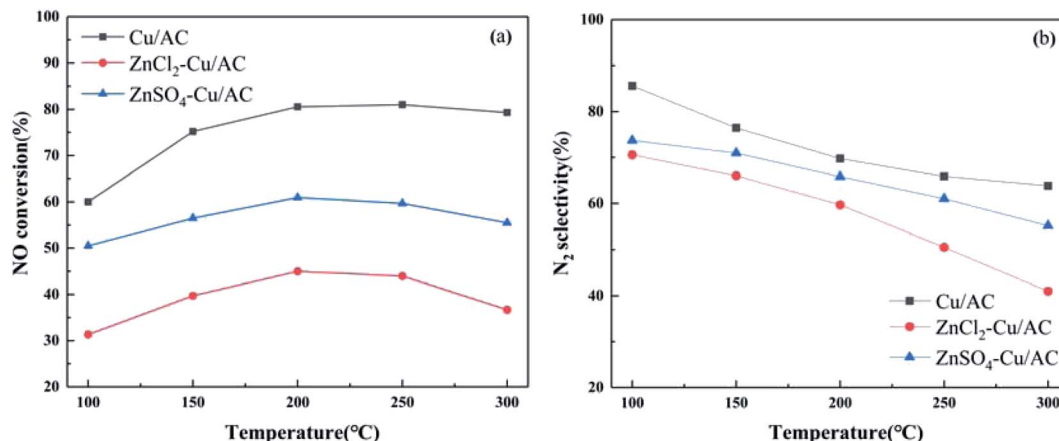 (a)
Cu/AC
ZnCl₂-Cu/AC
ZnSO₄-Cu/AC
NO conversion(%)
100
90
80
70
60
50
40
30
20
100 150 200 250 300
Temperature(°C)
(b)
N₂ sclectivity(%)
100
80
60
40
20
Cu/AC
ZnCl₂-Cu/AC
ZnSO₄-Cu/AC
100 150 200 250 300
Temperature(°C)